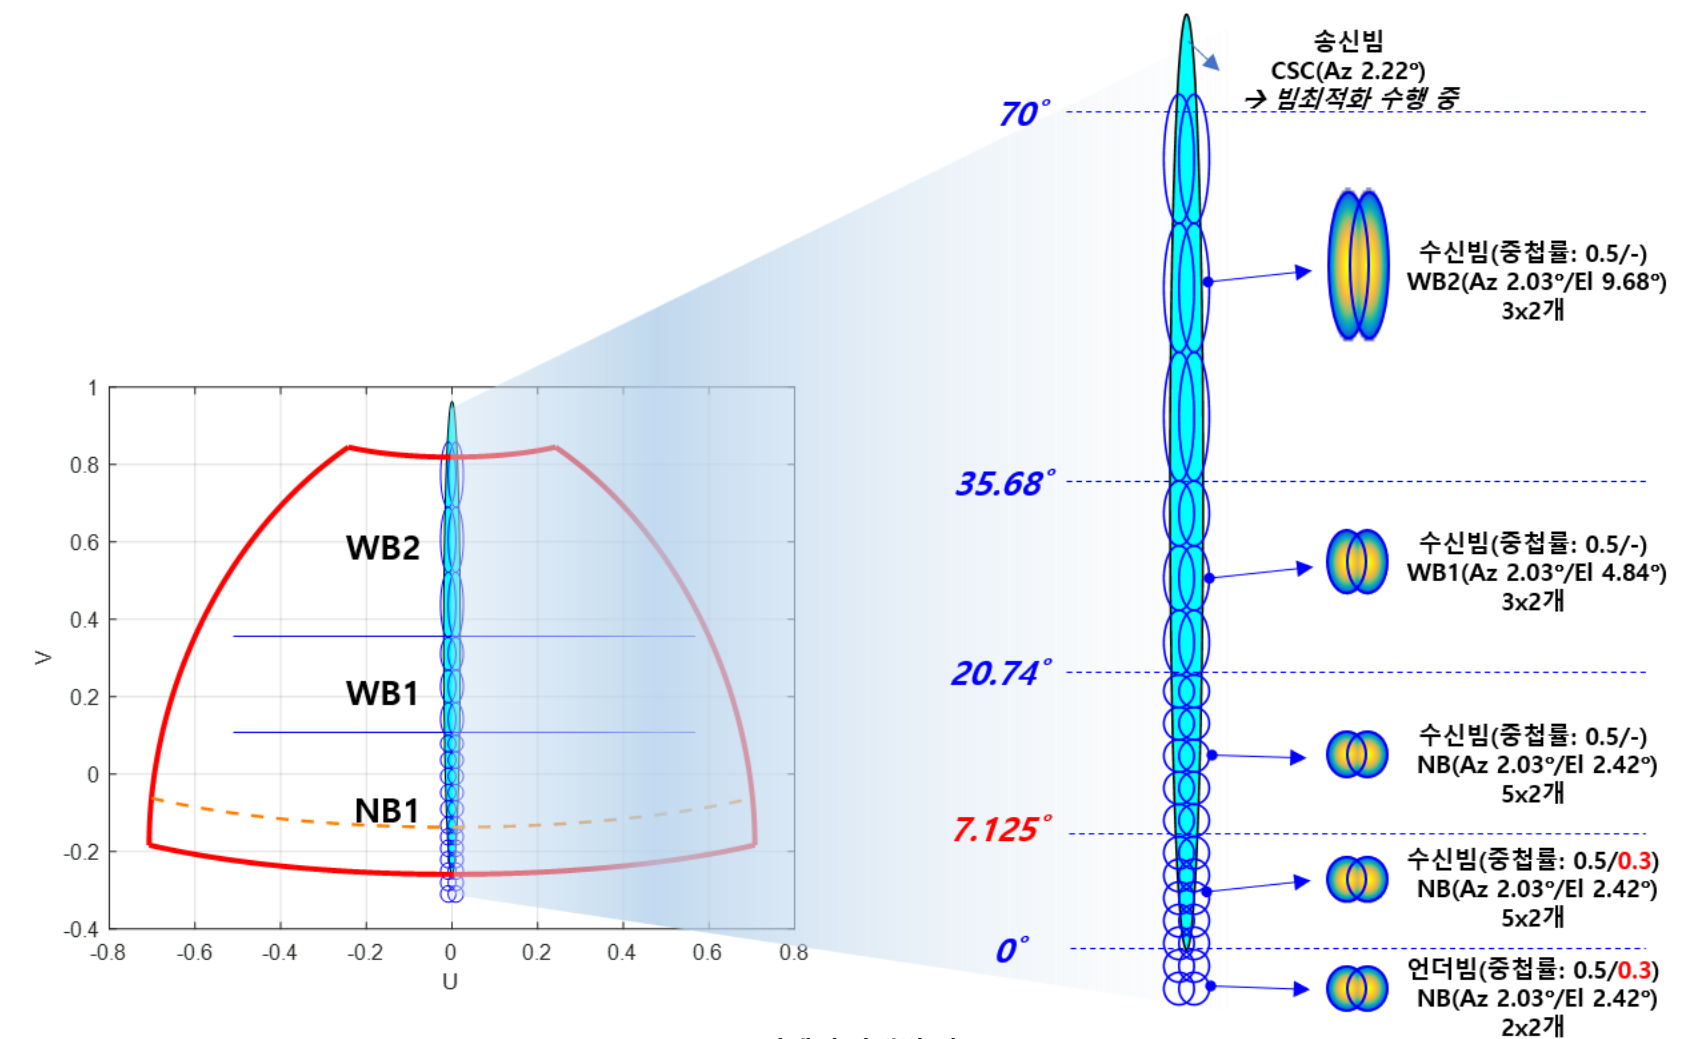 송신빔
CSC(Az 2.22°)
→ 빔최적화 수행 중
70°
수신빔(중첩률: 0.5/-)
WB2(Az 2.03°/El 9.68°)
3x2개
35.68°
수신빔(중첩률: 0.5/-)
WB1(Az 2.03°/El 4.84°)
3x2개
20.74°
수신빔(중첩률: 0.5/-)
NB(Az 2.03°/El 2.42°)
5x2개
7.125°
수신빔(중첩률: 0.5/0.3)
NB(Az 2.03°/El 2.42°)
5x2개
0°
언더빔(중첩률: 0.5/0.3)
NB(Az 2.03°/El 2.42°)
2x2개
1
0.8
0.6
0.4
0.2
0
-0.2
-0.4
V
WB2
WB1
NB1
-0.8 -0.6 -0.4 -0.2 0 0.2 0.4 0.6 0.8
U